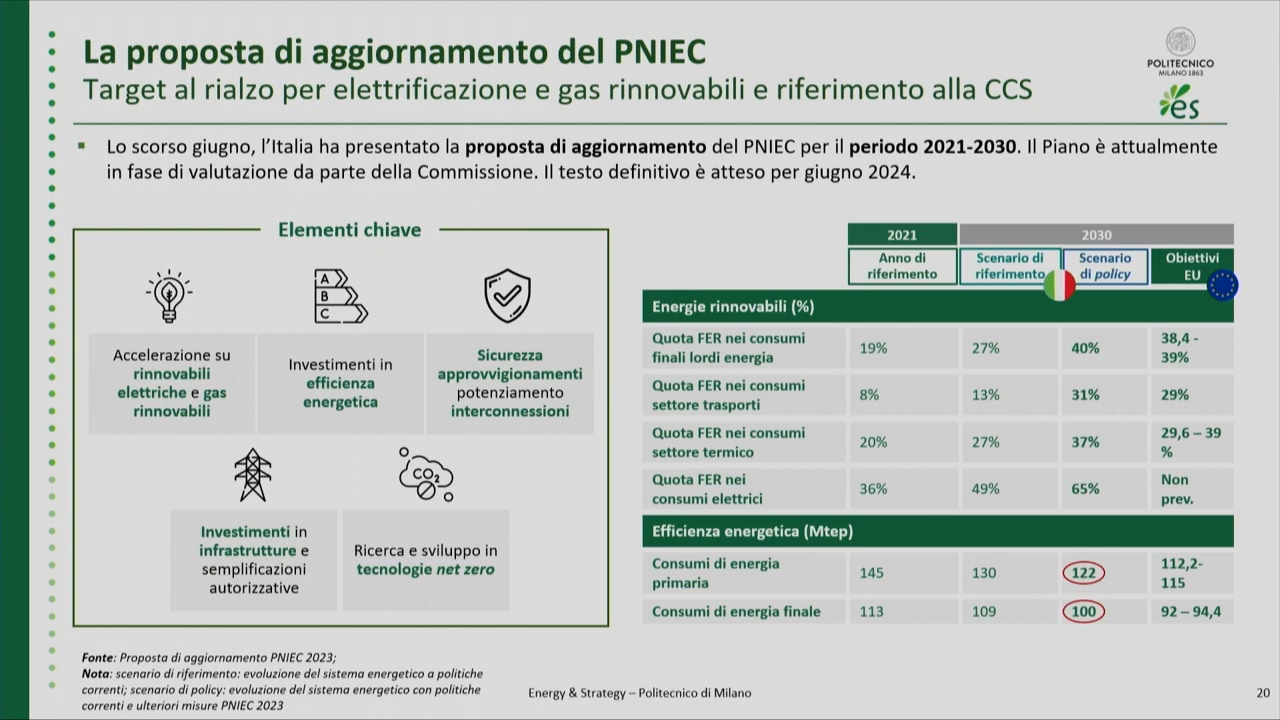 La proposta di aggiornamento del PNIEC
Target al rialzo per elettrificazione e gas rinnovabili e riferimento alla CCS
POLITECNICO
MILANO 1863
es
▪ Lo scorso giugno, l'Italia ha presentato la proposta di aggiornamento del PNIEC per il periodo 2021-2030. Il Piano è attualmente
in fase di valutazione da parte della Commissione. Il testo definitivo è atteso per giugno 2024.
Elementi chiave
A
B
C
Accelerazione su
rinnovabili
elettriche e gas
rinnovabili
Investimenti in
efficienza
energetica
Sicurezza
approvvigionamenti
potenziamento
interconnessioni
CO2
Investimenti in
infrastrutture e
semplificazioni
autorizzative
Ricerca e sviluppo in
tecnologie net zero
2021 2030
Anno di
riferimento
Scenario di
riferimento
Scenario
di policy
Obiettivi
EU
Energie rinnovabili (%)
Quota FER nei consumi
finali lordi energia
19% 27% 40% 38,4 -
39%
Quota FER nei consumi
settore trasporti
8% 13% 31% 29%
Quota FER nei consumi
settore termico
20% 27% 37% 29,6 – 39
%
Quota FER nei
consumi elettrici
36% 49% 65% Non
prev.
Efficienza energetica (Mtep)
Consumi di energia
primaria
145 130 122 112,2-
115
Consumi di energia finale 113 109 100 92 – 94,4
Fonte: Proposta di aggiornamento PNIEC 2023;
Nota: scenario di riferimento: evoluzione del sistema energetico a politiche
correnti; scenario di policy: evoluzione del sistema energetico con politiche
correnti e ulteriori misure PNIEC 2023
Energy & Strategy – Politecnico di Milano
20